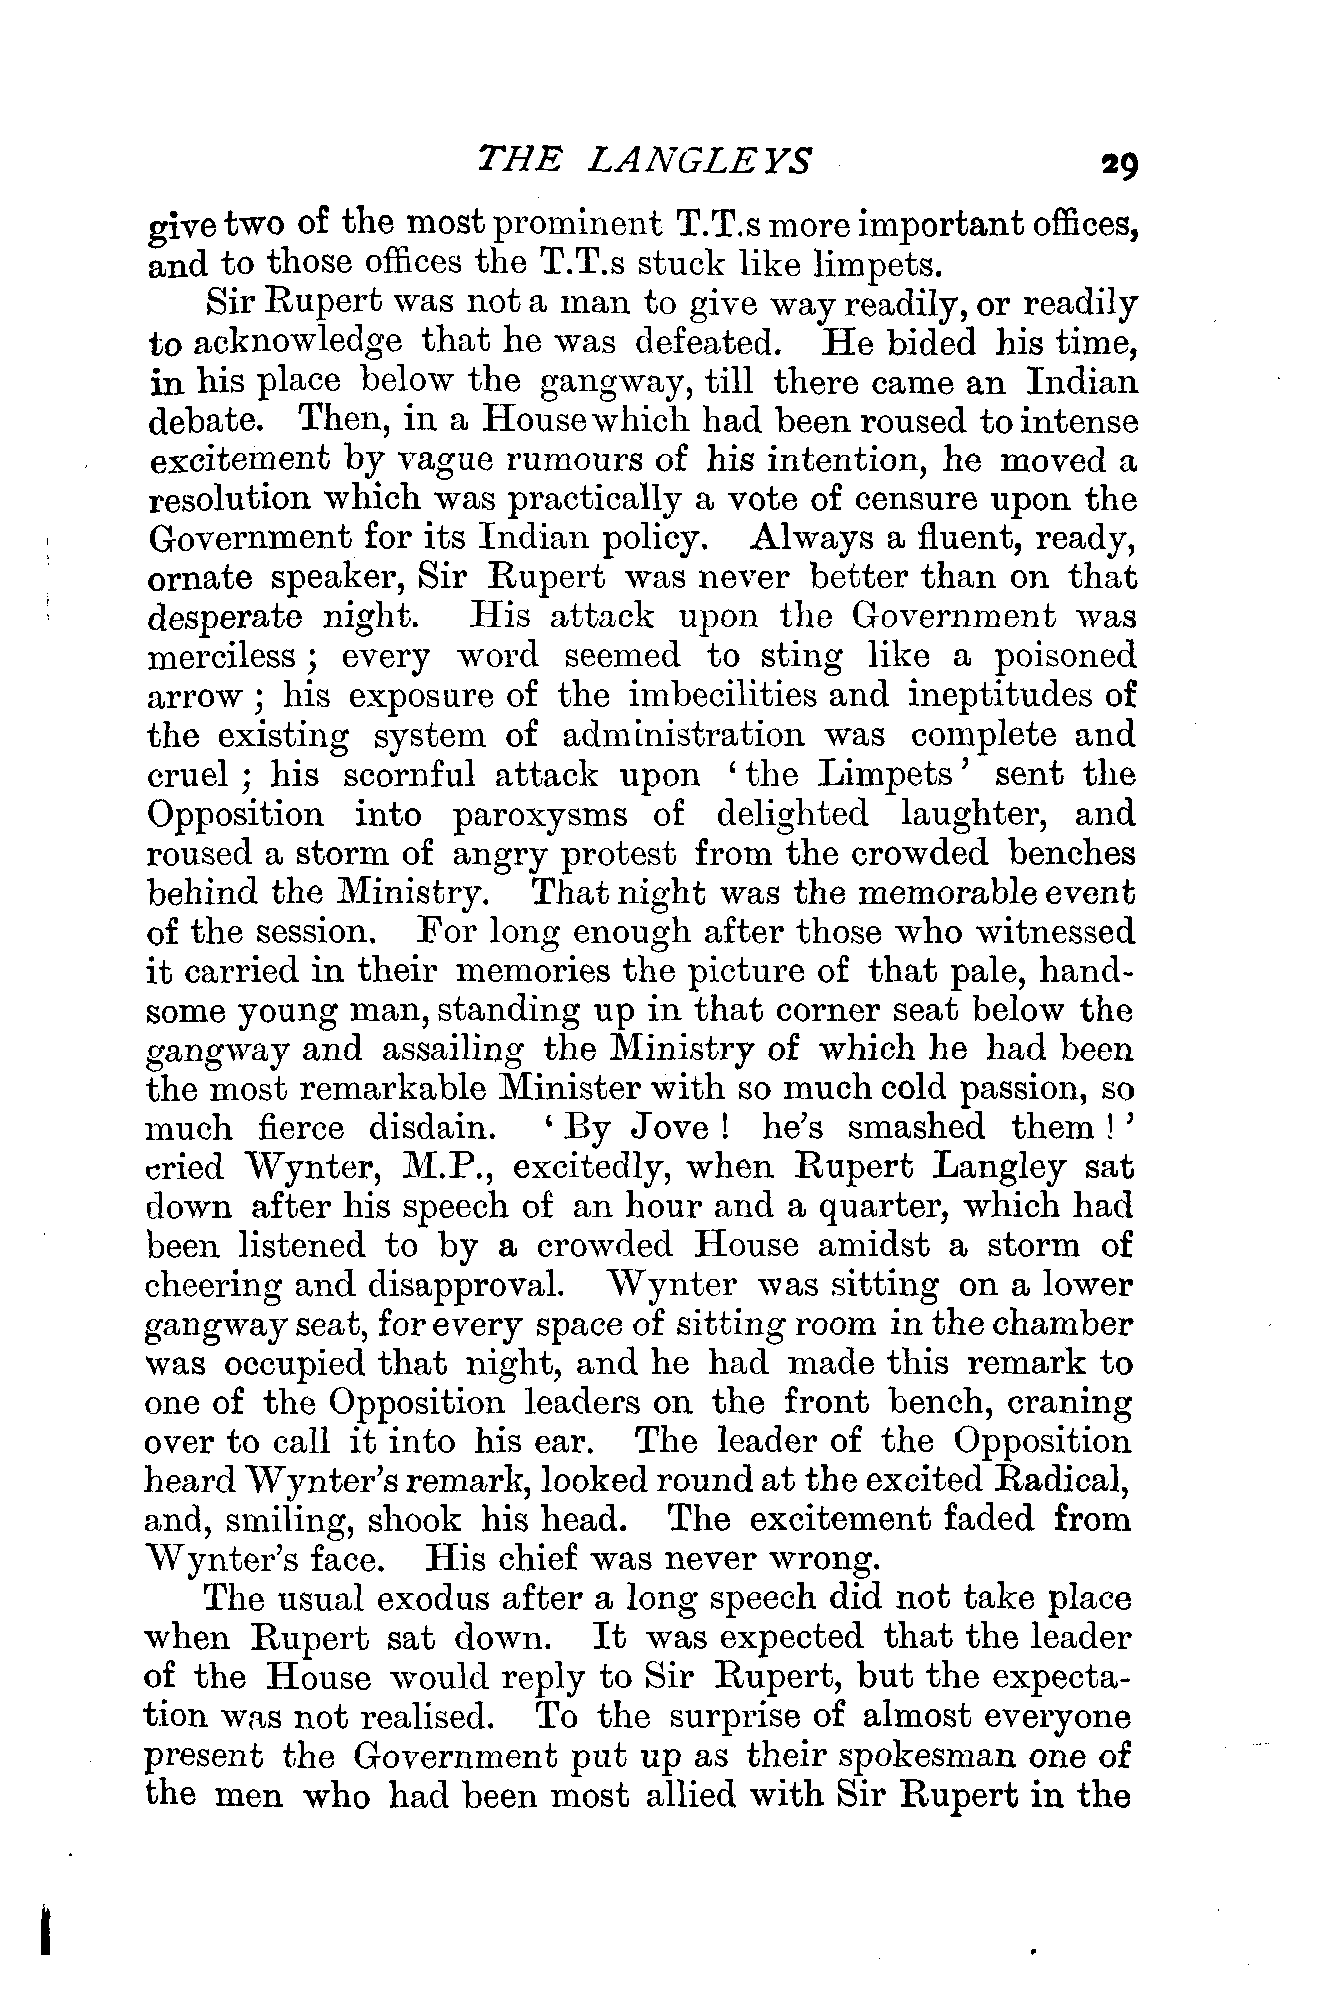 THE LANGLEYS 29
give two of the most prominent T.T.s more important offices,
and to those offices the T.T.s stuck like limpets.
Sir Rupert was not a man to give way readily, or readily
to acknowledge that he was defeated. He bided his time,
in his place below the gangway, till there came an Indian
debate. Then, in a House which had been roused to intense
excitement by vague rumours of his intention, he moved a
resolution which was practically a vote of censure upon the
Government for its Indian policy. Always a fluent, ready,
ornate speaker, Sir Rupert was never better than on that
desperate night. His attack upon the Government was
merciless ; every word seemed to sting like a poisoned
arrow ; his exposure of the imbecilities and ineptitudes of
the existing system of administration was complete and
cruel ; his scornful attack upon ‘ the Limpets ’ sent the
Opposition into paroxysms of delighted laughter, and
roused a storm of angry protest from the crowded benches
behind the Ministry. That night was the memorable event
of the session. For long enough after those who witnessed
it carried in their memories the picture of that pale, hand-
some young man, standing up in that corner seat below the
gangway and assailing the Ministry of which he had been
the most remarkable Minister with so much cold passion, so
much fierce disdain. ‘ By Jove ! he’s smashed them ! ’
cried Wynter, M.P., excitedly, when Rupert Langley sat
down after his speech of an hour and a quarter, which had
been listened to by a crowded House amidst a storm of
cheering and disapproval. Wynter was sitting on a lower
gangway seat, for every space of sitting room in the chamber
was occupied that night, and he had made this remark to
one of the Opposition leaders on the front bench, craning
over to call it into his ear. The leader of the Opposition
heard Wynter’s remark, looked round at the excited Radical,
and, smiling, shook his head. The excitement faded from
Wynter’s face. His chief was never wrong.
The usual exodus after a long speech did not take place
when Rupert sat down. It was expected that the leader
of the House would reply to Sir Rupert, but the expecta-
tion was not realised. To the surprise of almost everyone
present the Government put up as their spokesman one of
the men who had been most allied with Sir Rupert in the